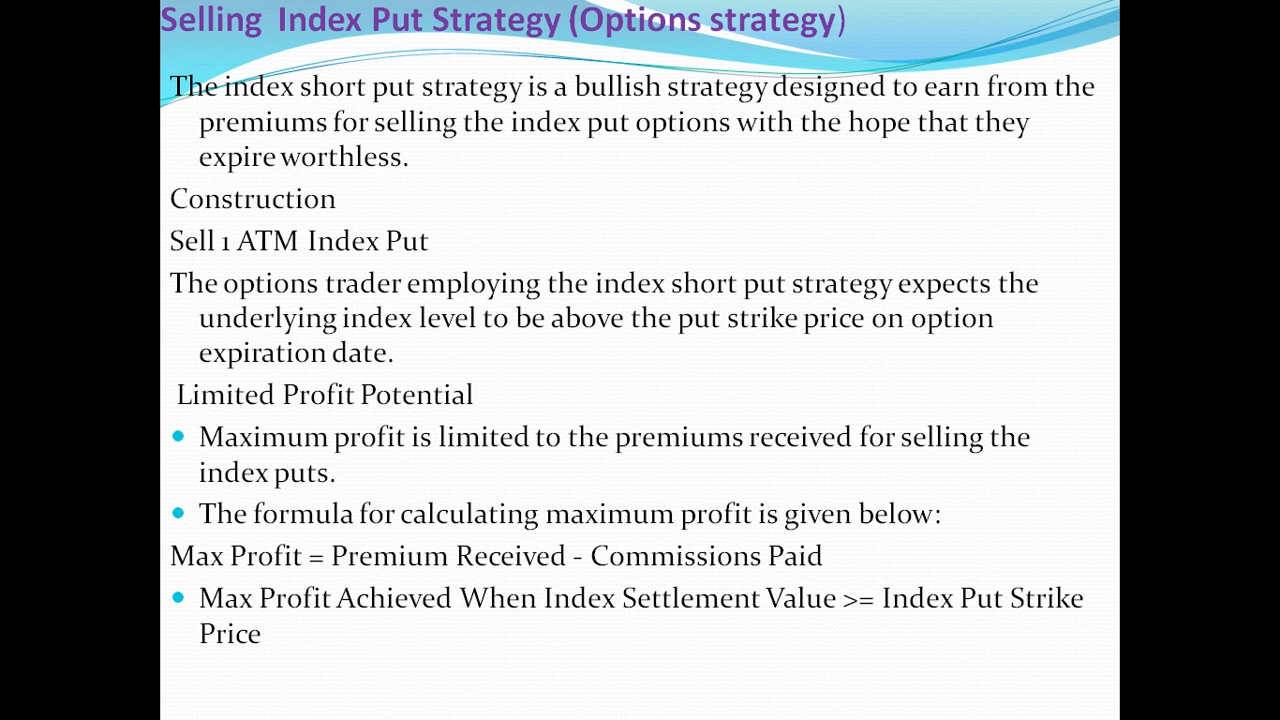 Selling Index Put Strategy (Options strategy)
The index short put strategy is a bullish strategy designed to earn from the
premiums for selling the index put options with the hope that they
expire worthless.
Construction
Sell 1 ATM Index Put
The options trader employing the index short put strategy expects the
underlying index level to be above the put strike price on option
expiration date.
Limited Profit Potential
• Maximum profit is limited to the premiums received for selling the
index puts.
• The formula for calculating maximum profit is given below:
Max Profit = Premium Received - Commissions Paid
• Max Profit Achieved When Index Settlement Value >= Index Put Strike
Price